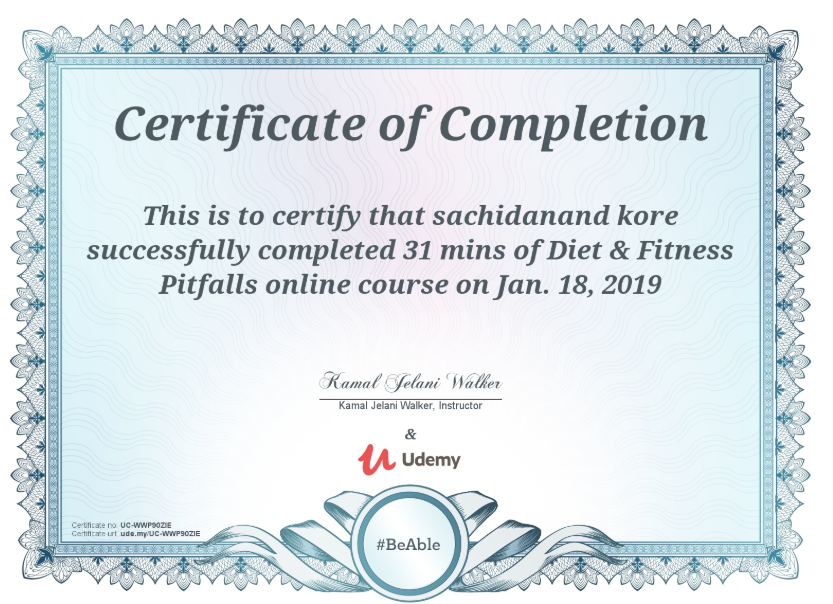 Certificate of Completion
This is to certify that sachidanand kore
successfully completed 31 mins of Diet & Fitness
Pitfalls online course on Jan. 18, 2019
Kamal Jelani Walker
Kamal Jelani Walker, Instructor
&
Udemy
Certificate no: UC-WWP90ZIE
Certificate url: ude.my/UC-WWP90ZIE
#BeAble